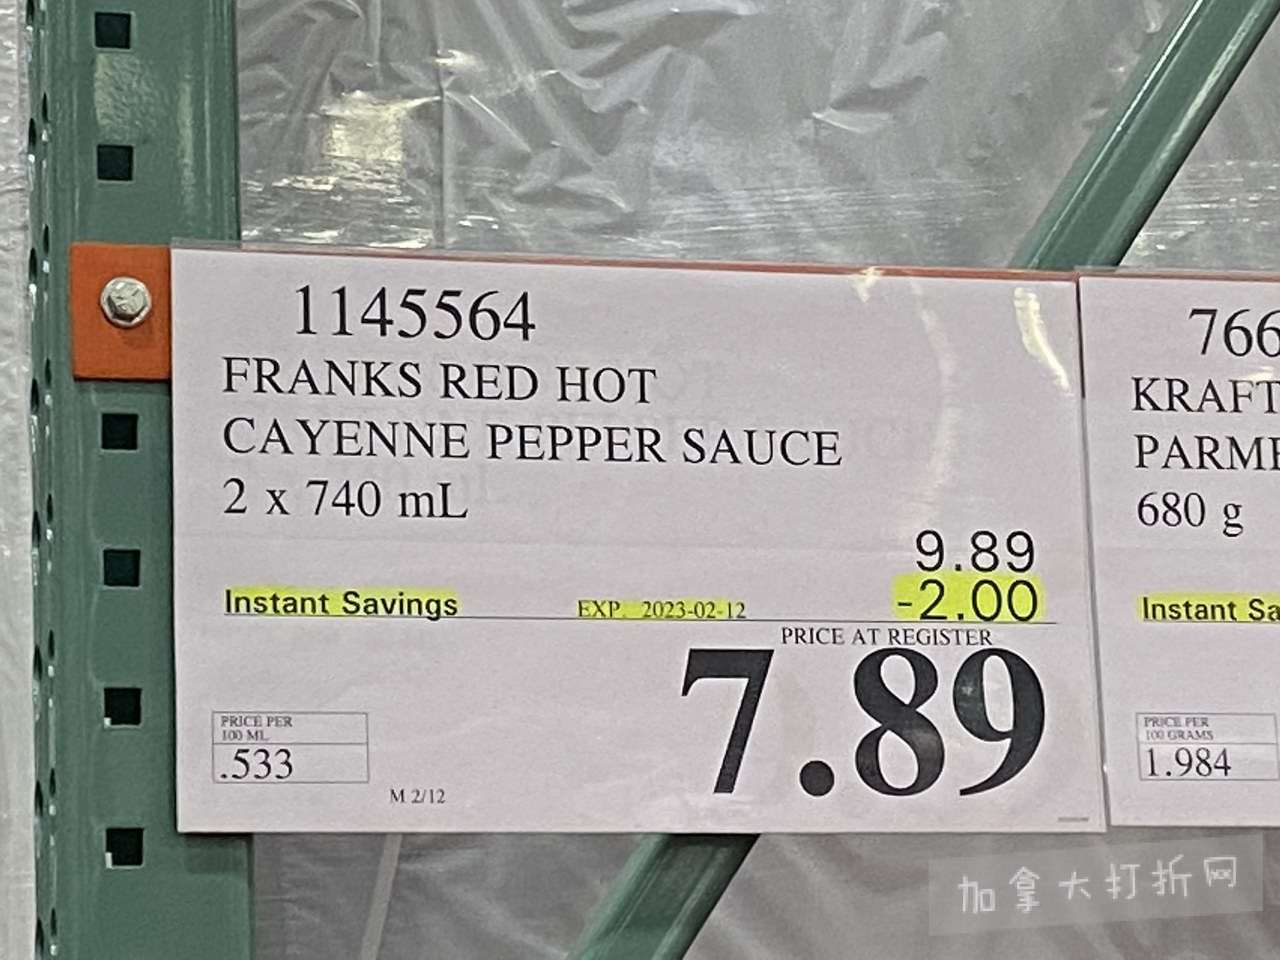 1145564
FRANKS RED HOT
CAYENNE PEPPER SAUCE
2 x 740 mL
9.89
Instant Savings EXP. 2023-02-12 -2.00
PRICE AT REGISTER
7.89
PRICE PER
100 ML
.533
M 2/12
766
KRAFT
PARME
680 g
Instant Sa
PRICE PER
100 GRAMS
1.984
加拿大打折网